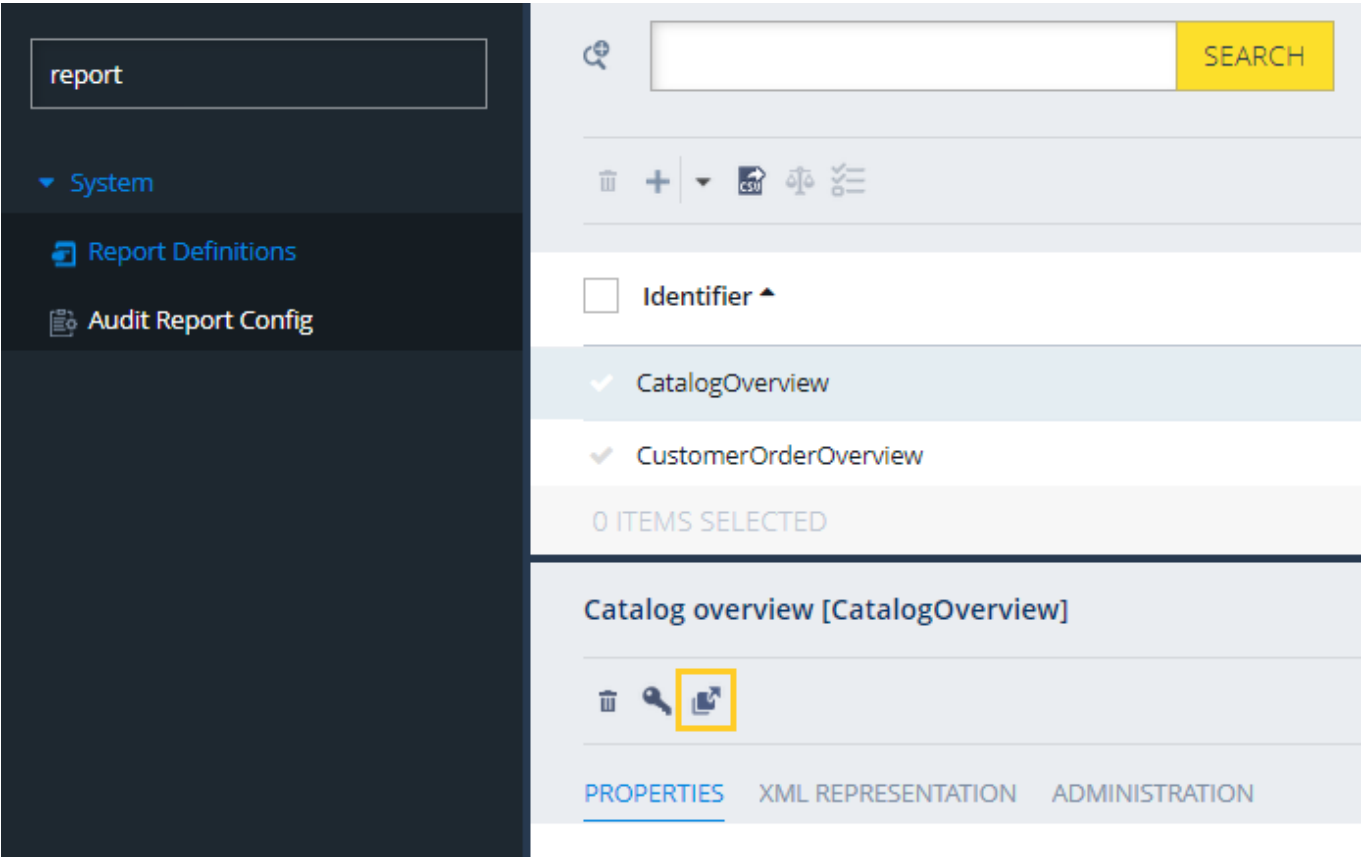 report
System
Report Definitions
Audit Report Config
SEARCH
CSV
Identifier
CatalogOverview
CustomerOrderOverview
0 ITEMS SELECTED
Catalog overview [CatalogOverview]
PROPERTIES XML REPRESENTATION ADMINISTRATION